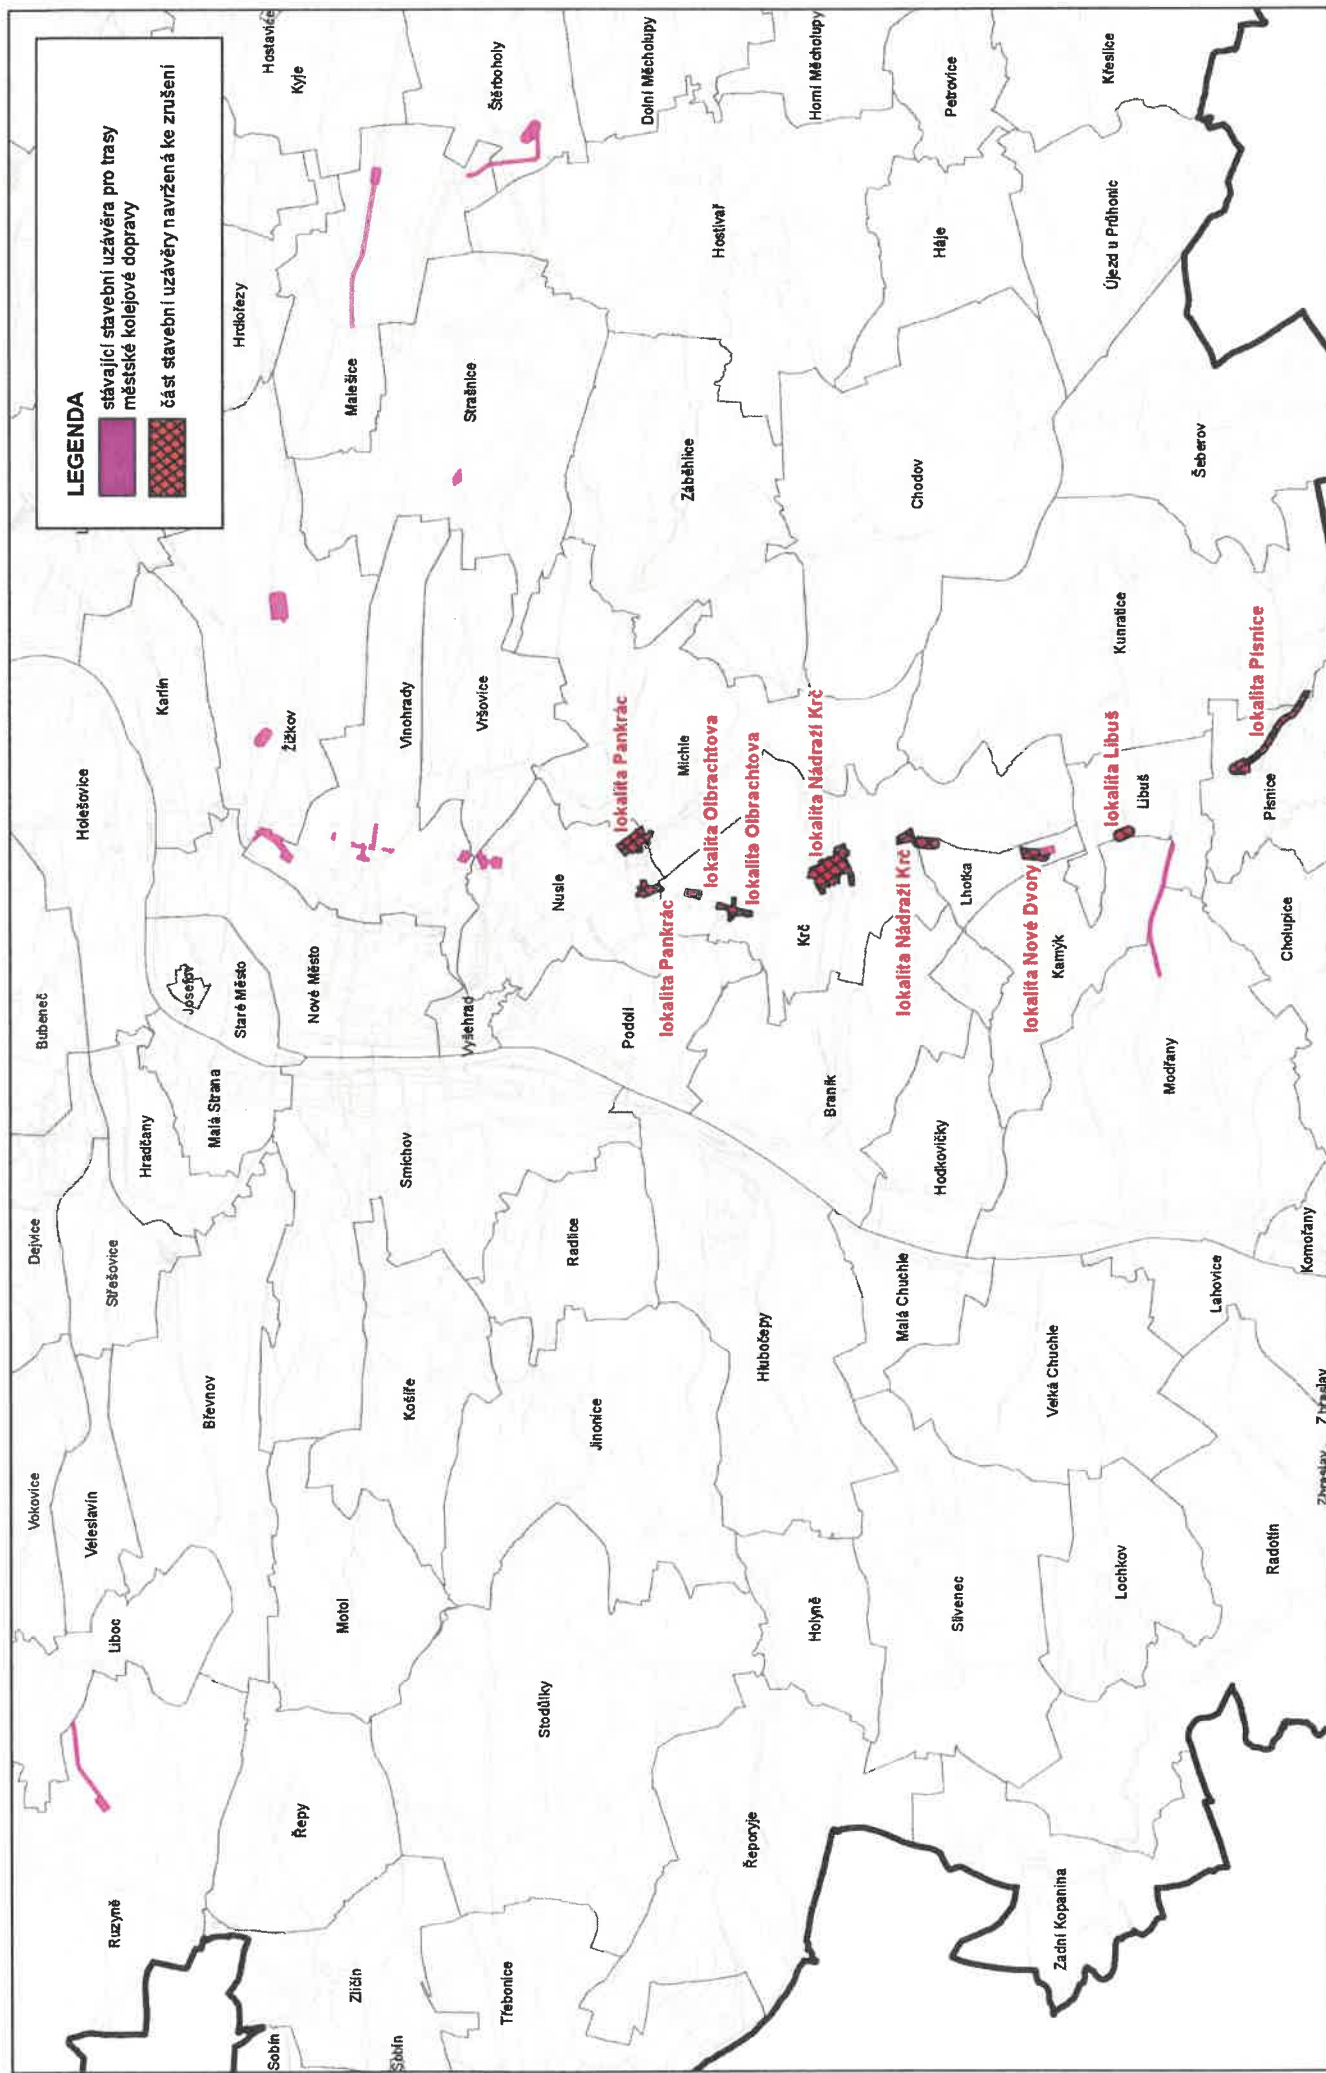 LEGENDA
stávající stavební uzávěra pro trasy
městské kolejové dopravy
část stavební uzávěry navržená ke zrušení
Hostavice
Kyje
Štěrboholy
Dolní Měcholupy
Horní Měcholupy
Petrovice
Křeslice
Hrdlořezy
Malešice
Strašnice
Hostivař
Háje
Újezd u Průhonic
Záběhlice
Chodov
Šeberov
Holešovice
Karlín
Žižkov
Vinohrady
Vršovice
Michle
Kunratice
lokalita Pankrác
lokalita Olbrachtova
lokalita Olbrachtova
lokalita Nádraží Krč
lokalita Písnice
lokalita Libuš
Libuš
Písnice
Bubeneč
Josefov
Staré Město
Nové Město
Vyšehrad
Nusle
lokalita Pankrác
Podolí
Krč
lokalita Nádraží Krč
Lhotka
lokalita Nové Dvory
Kamýk
Cholupice
Modřany
Hradčany
Malá Strana
Smíchov
Braník
Hodkovičky
Dejvice
Střešovice
Radlice
Hlubočepy
Malá Chuchle
Velká Chuchle
Lahovice
Komořany
Vokovice
Veleslavín
Břevnov
Košíře
Jinonice
Zbraslav
Zbraslav
Liboc
Motol
Holyně
Slivenec
Lochkov
Radotín
Ruzyně
Řepy
Stodůlky
Řeporyje
Zadní Kopanina
Sobín
Zličín
Sobín
Třebonice